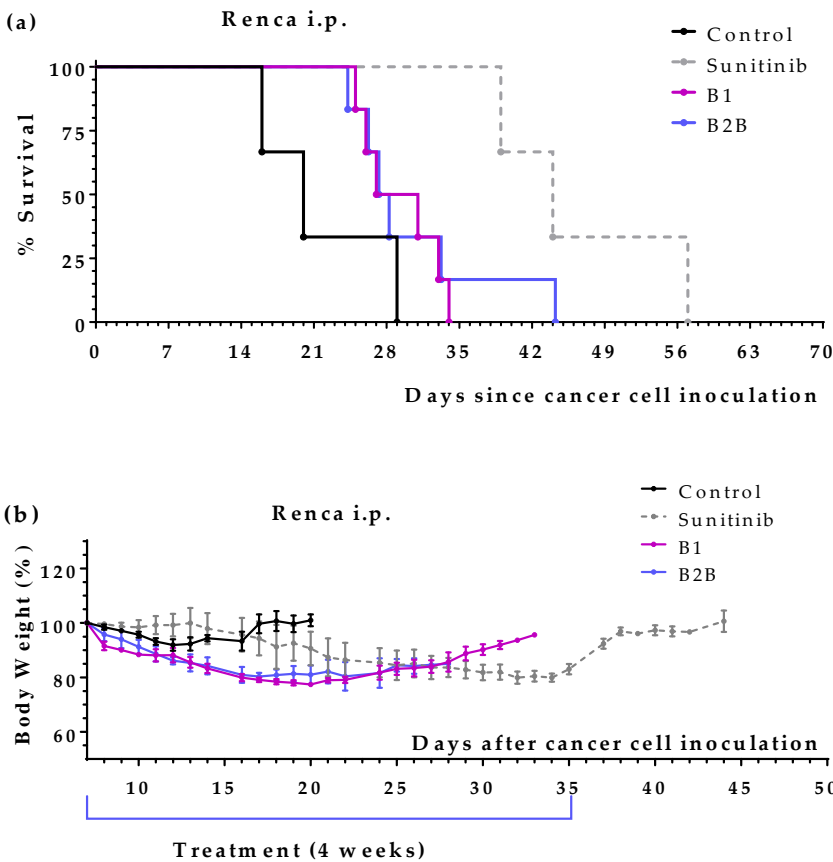 (a)
Renca i.p.
Control
Sunitinib
B1
B2B
% Survival
100
75
50
25
0
0 7 14 21 28 35 42 49 56 63 70
Days since cancer cell inoculation
(b)
Renca i.p.
Control
Sunitinib
B1
B2B
Body Weight (%)
120
100
80
60
Days after cancer cell inoculation
10 15 20 25 30 35 40 45 50
Treatment (4 weeks)